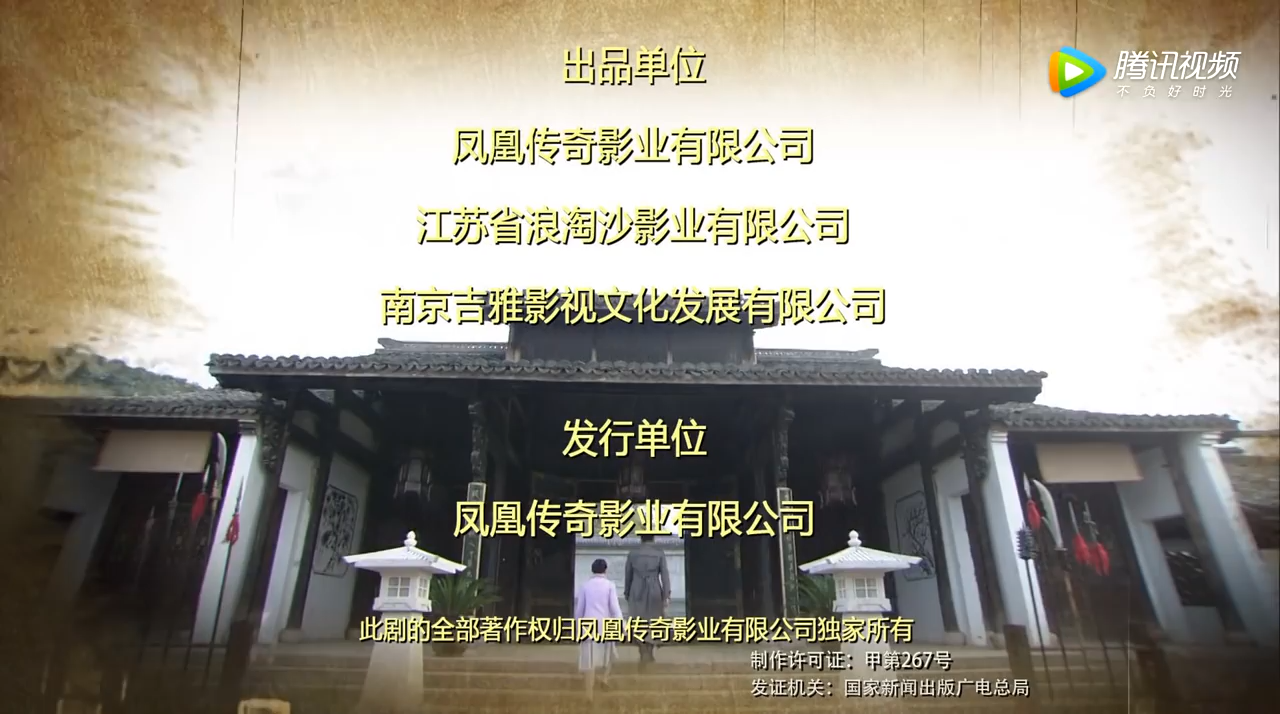 出品单位
腾讯视频
不负好时光
凤凰传奇影业有限公司
江苏省浪淘沙影业有限公司
南京吉雅影视文化发展有限公司
发行单位
凤凰传奇影业有限公司
此剧的全部著作权归凤凰传奇影业有限公司独家所有
制作许可证：甲第267号
发证机关：国家新闻出版广电总局